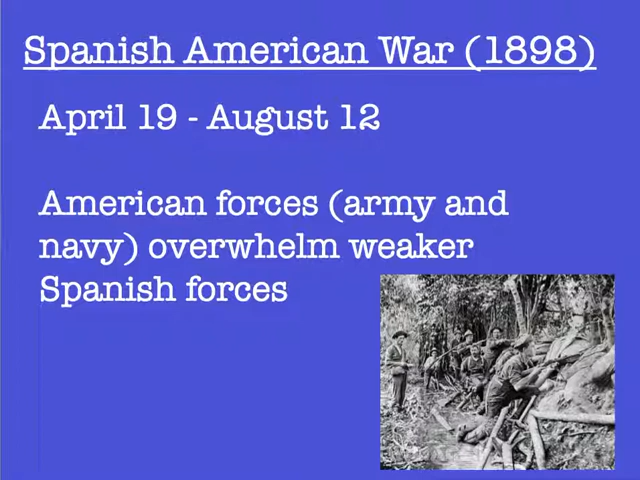 Spanish American War (1898)
April 19 - August 12
American forces (army and
navy) overwhelm weaker
Spanish forces